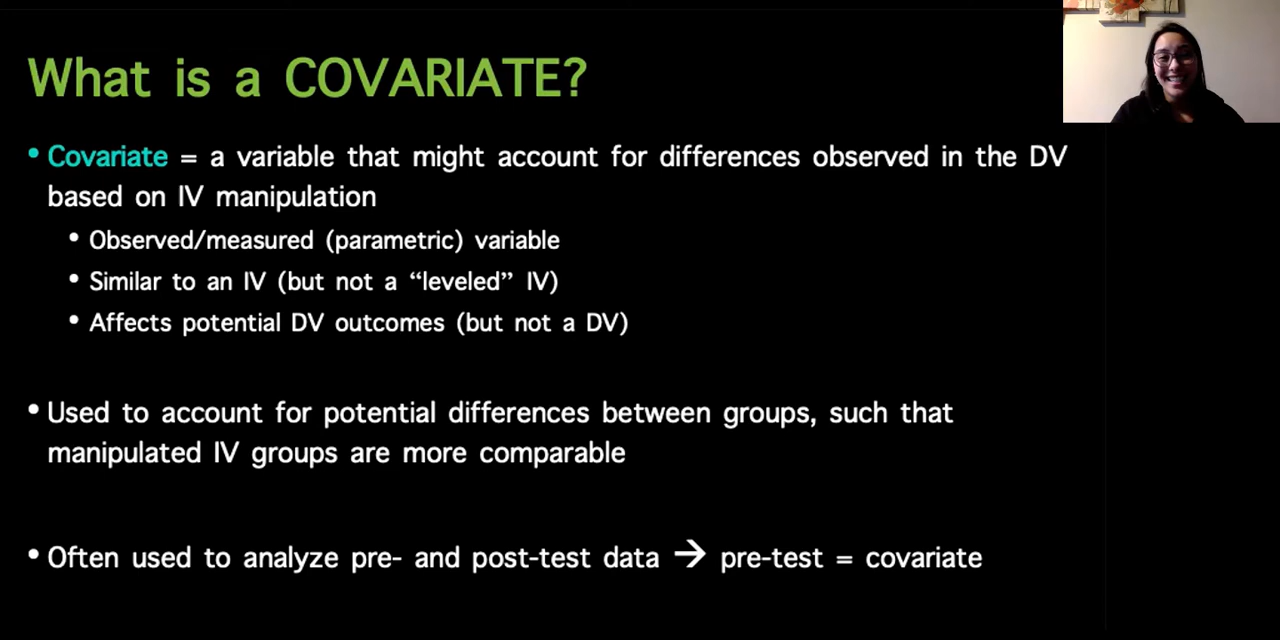 What is a COVARIATE?
• Covariate = a variable that might account for differences observed in the DV
based on IV manipulation
• Observed/measured (parametric) variable
• Similar to an IV (but not a “leveled” IV)
• Affects potential DV outcomes (but not a DV)
• Used to account for potential differences between groups, such that
manipulated IV groups are more comparable
• Often used to analyze pre- and post-test data → pre-test = covariate